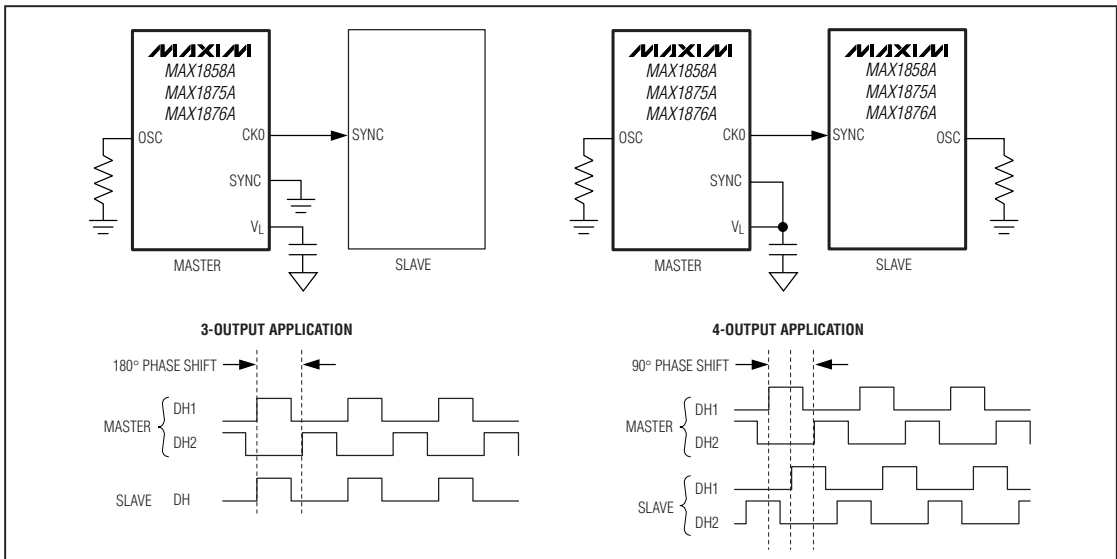 MAXIM
MAX1858A
MAX1875A
MAX1876A
OSC
CK0
SYNC
VL
MASTER
SYNC
SLAVE
MAXIM
MAX1858A
MAX1875A
MAX1876A
OSC
CK0
SYNC
VL
MASTER
MAXIM
MAX1858A
MAX1875A
MAX1876A
SYNC
OSC
SLAVE
3-OUTPUT APPLICATION
180° PHASE SHIFT
MASTER
DH1
DH2
SLAVE DH
4-OUTPUT APPLICATION
90° PHASE SHIFT
MASTER
DH1
DH2
SLAVE
DH1
DH2